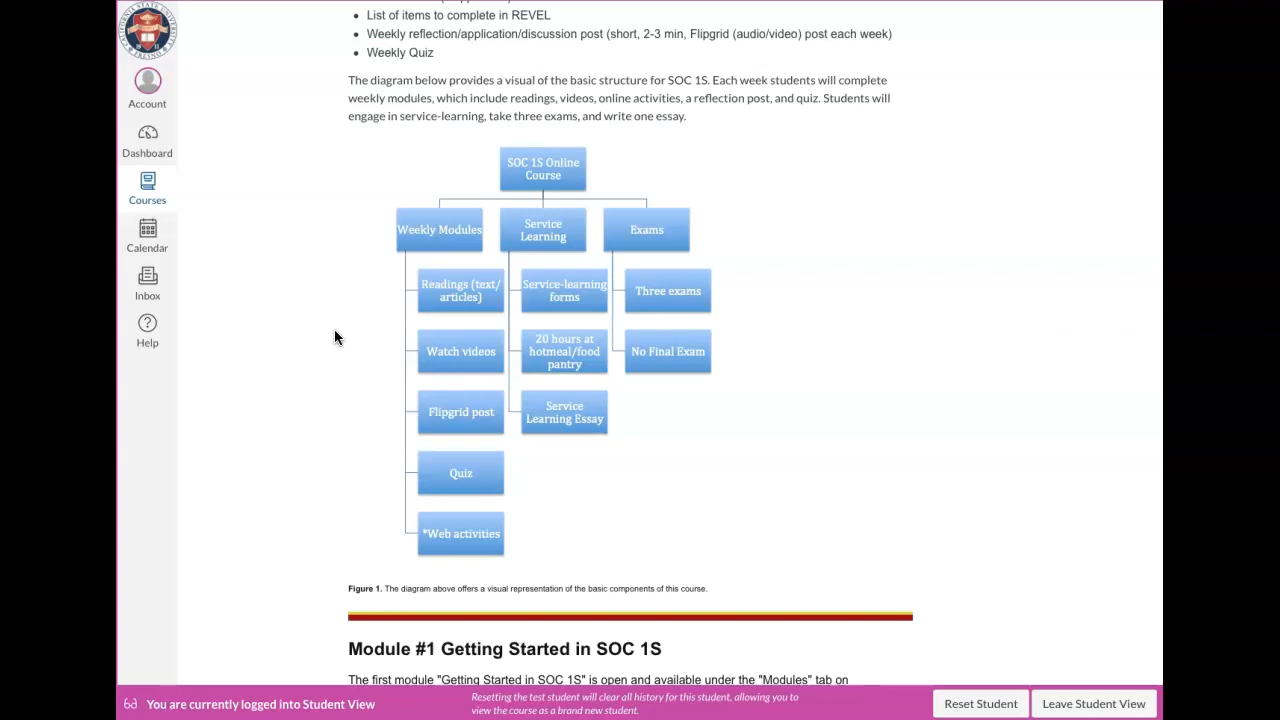 List of items to complete in REVEL
Weekly reflection/application/discussion post (short, 2-3 min, Flipgrid (audio/video) post each week)
Weekly Quiz
The diagram below provides a visual of the basic structure for SOC 1S. Each week students will complete
weekly modules, which include readings, videos, online activities, a reflection post, and quiz. Students will
engage in service-learning, take three exams, and write one essay.
Account
Dashboard
Courses
Calendar
Inbox
Help
SOC 1S Online
Course
Weekly Modules
Service
Learning
Exams
Readings (text/
articles)
Service-learning
forms
Three exams
Watch videos
20 hours at
hotmeal/food
pantry
No Final Exam
Flipgrid post
Service
Learning Essay
Quiz
*Web activities
Figure 1. The diagram above offers a visual representation of the basic components of this course.
Module #1 Getting Started in SOC 1S
The first module "Getting Started in SOC 1S" is open and available under the "Modules" tab on
You are currently logged into Student View
Resetting the test student will clear all history for this student, allowing you to
view the course as a brand new student.
Reset Student
Leave Student View